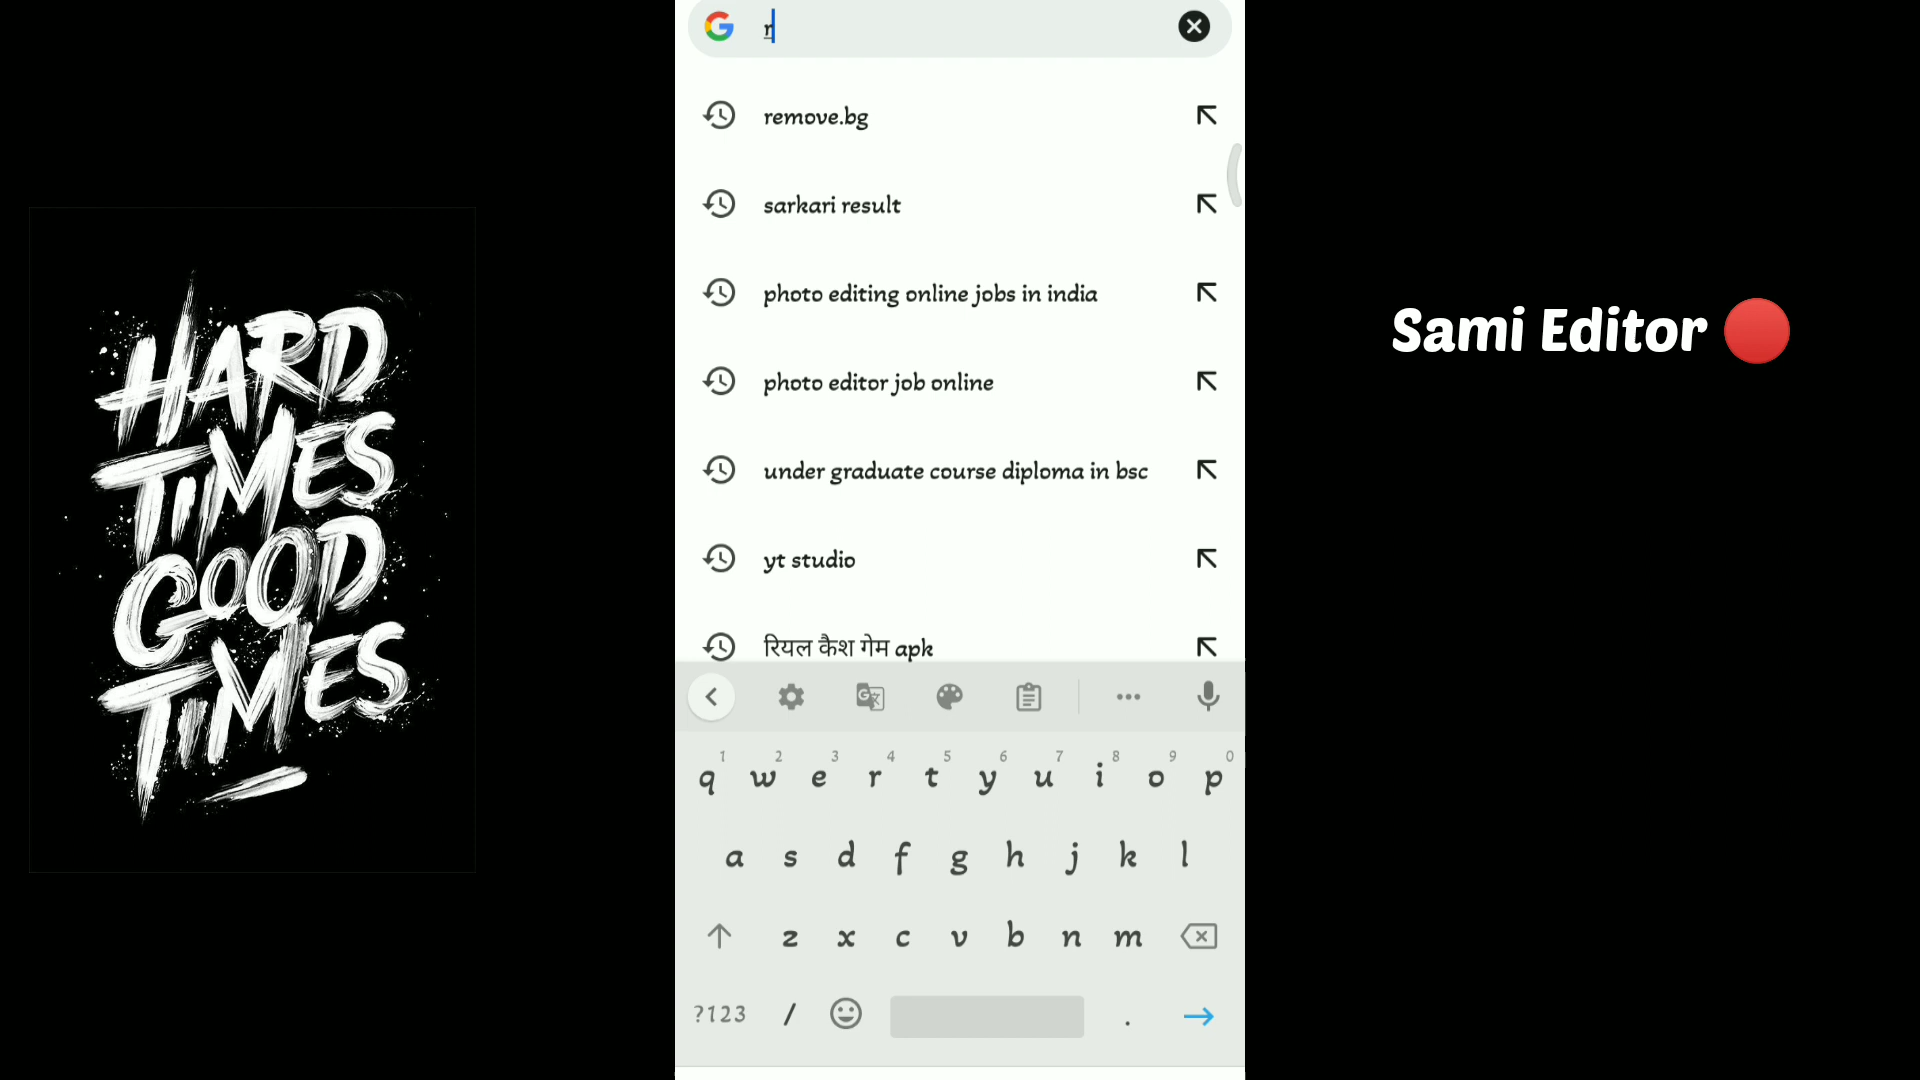 HARD
TIMES
GOOD
TIMES
r
remove.bg
sarkari result
photo editing online jobs in india
photo editor job online
under graduate course diploma in bsc
yt studio
रियल कैश गेम apk
1 2 3 4 5 6 7 8 9 0
q w e r t y u i o p
a s d f g h j k l
z x c v b n m
?123 / .
Sami Editor